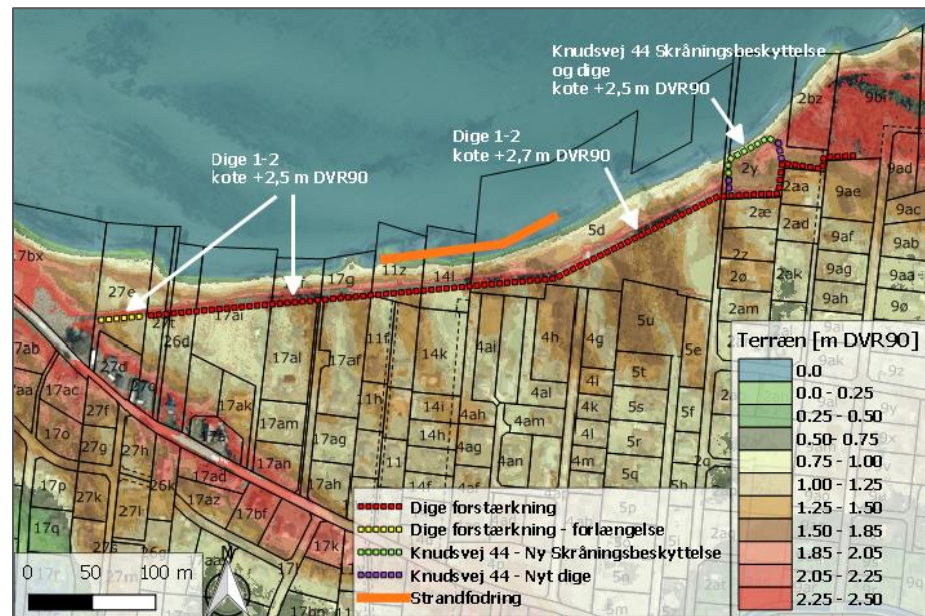 Knudsvej 44 Skråningsbeskyttelse
og dige
kote +2,5 m DVR90
Dige 1-2
kote +2,7 m DVR90
Dige 1-2
kote +2,5 m DVR90
2bz
9bi
9ad
2y
2aa
9ae
9ac
2æ
2ad
9af
9ab
5d
17bx
27e
27t
26d
17ai
17g
11z
14l
2z
2ø
2ak
9ag
9aa
2am
9ah
9ø
17ab
17ac
27d
17al
17af
11f
14k
4ai
4h
4g
5u
5e
5t
4i
17ak
11h
4al
4k
5s
5f
17o
27f
27g
27h
17am
14i
4ah
4am
17ag
14h
4ag
4l
5r
17an
11
4an
4m
5q
17p
27k
26k
17ad
17az
17ah
17q
27l
17bf
17k
Terræn [m DVR90]
0.0
0.0 - 0.25
0.25 - 0.50
0.50- 0.75
0.75 - 1.00
1.00 - 1.25
1.25 - 1.50
1.50 - 1.85
1.85 - 2.05
2.05 - 2.25
2.25 - 2.50
Dige forstærkning
Dige forstærkning - forlængelse
Knudsvej 44 - Ny Skråningsbeskyttelse
Knudsvej 44 - Nyt dige
Strandfodring
N
0 50 100 m